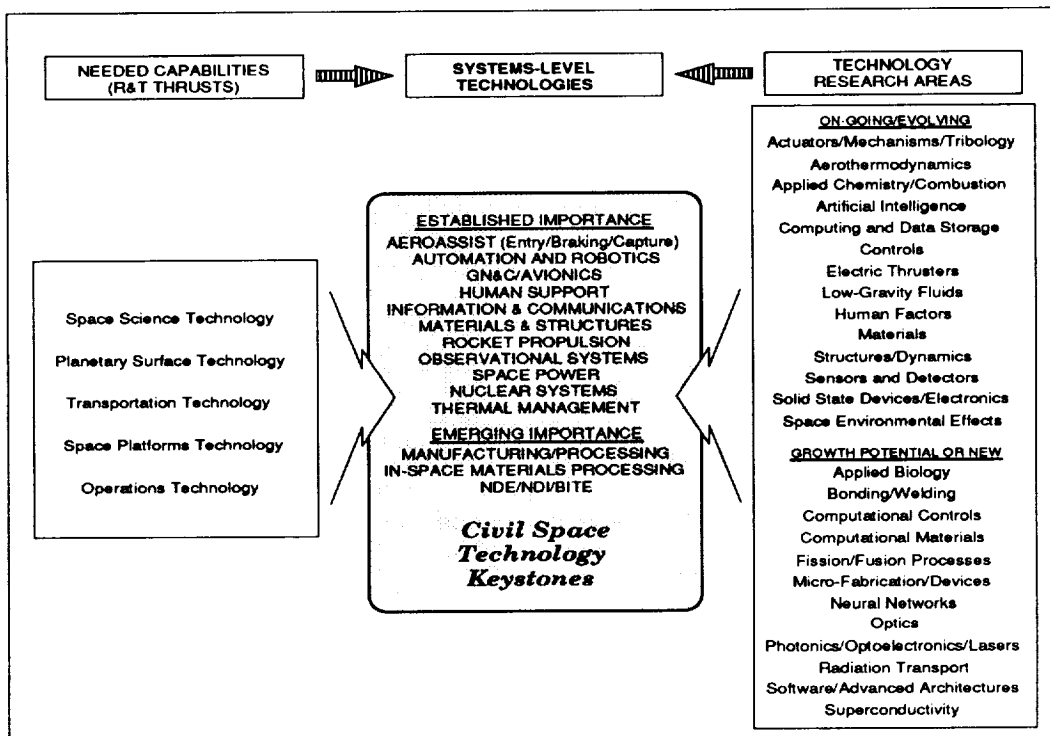 NEEDED CAPABILITIES
(R&T THRUSTS)
SYSTEMS-LEVEL
TECHNOLOGIES
TECHNOLOGY
RESEARCH AREAS
Space Science Technology
Planetary Surface Technology
Transportation Technology
Space Platforms Technology
Operations Technology
ESTABLISHED IMPORTANCE
AEROASSIST (Entry/Braking/Capture)
AUTOMATION AND ROBOTICS
GN&C/AVIONICS
HUMAN SUPPORT
INFORMATION & COMMUNICATIONS
MATERIALS & STRUCTURES
ROCKET PROPULSION
OBSERVATIONAL SYSTEMS
SPACE POWER
NUCLEAR SYSTEMS
THERMAL MANAGEMENT
EMERGING IMPORTANCE
MANUFACTURING/PROCESSING
IN-SPACE MATERIALS PROCESSING
NDE/NDI/BITE
Civil Space
Technology
Keystones
ON-GOING/EVOLVING
Actuators/Mechanisms/Tribology
Aerothermodynamics
Applied Chemistry/Combustion
Artificial Intelligence
Computing and Data Storage
Controls
Electric Thrusters
Low-Gravity Fluids
Human Factors
Materials
Structures/Dynamics
Sensors and Detectors
Solid State Devices/Electronics
Space Environmental Effects
GROWTH POTENTIAL OR NEW
Applied Biology
Bonding/Welding
Computational Controls
Computational Materials
Fission/Fusion Processes
Micro-Fabrication/Devices
Neural Networks
Optics
Photonics/Optoelectronics/Lasers
Radiation Transport
Software/Advanced Architectures
Superconductivity